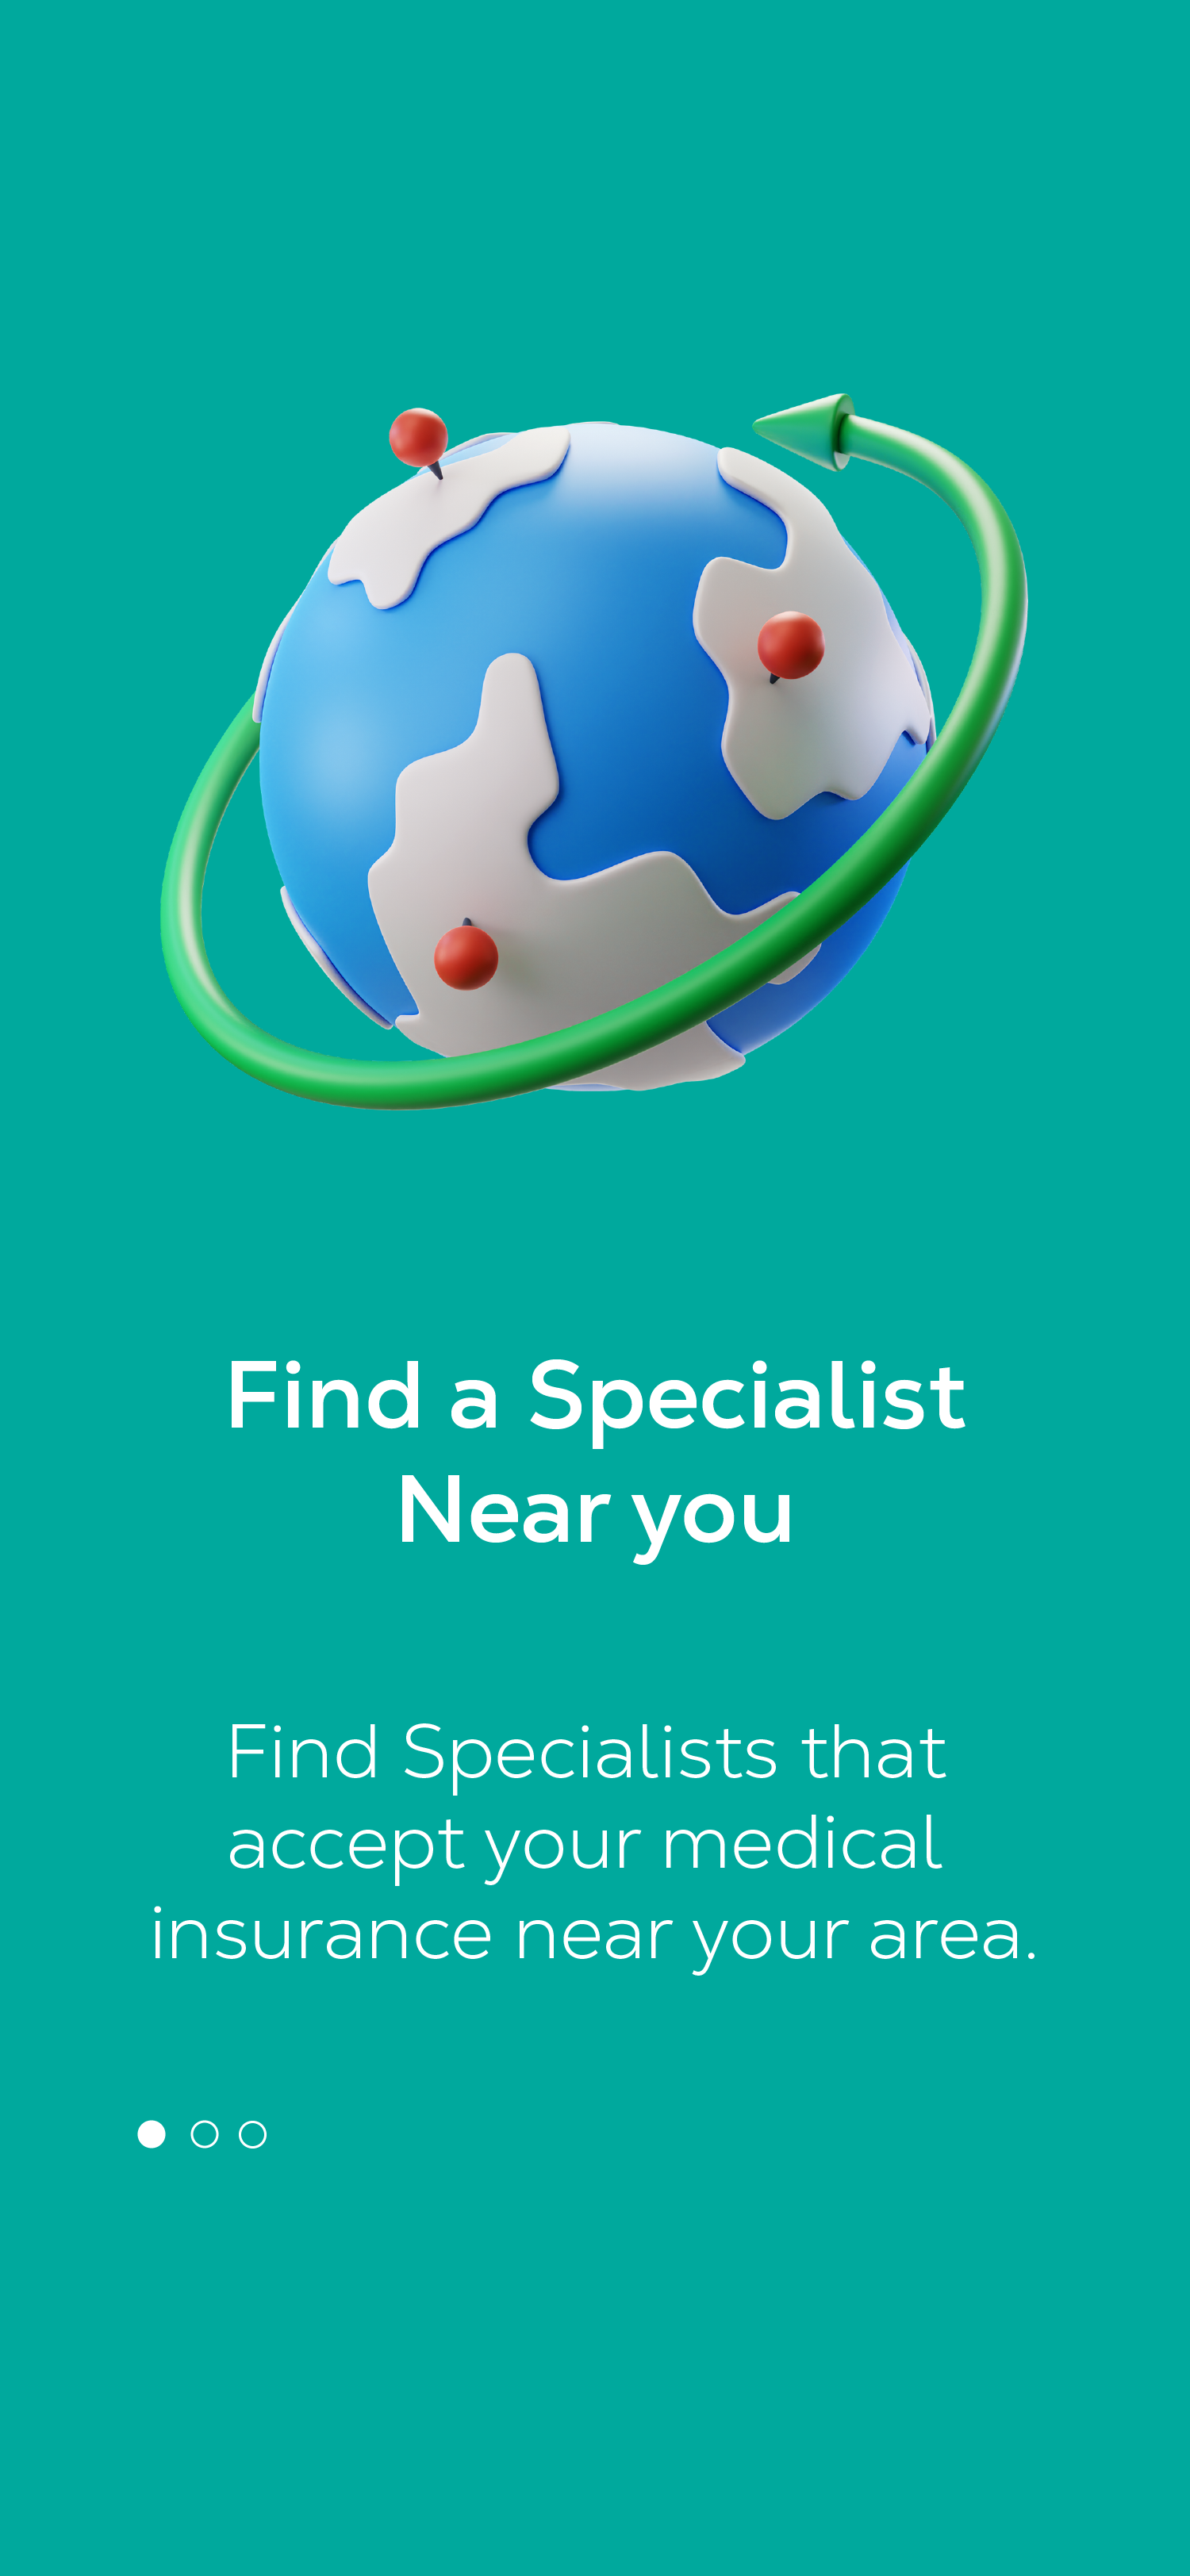 Find a Specialist
Near you
Find Specialists that
accept your medical
insurance near your area.